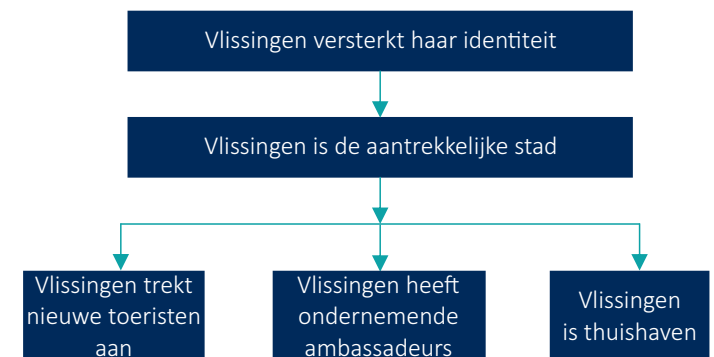 Vlissingen versterkt haar identiteit
Vlissingen is de aantrekkelijke stad
Vlissingen trekt
nieuwe toeristen
aan
Vlissingen heeft
ondernemende
ambassadeurs
Vlissingen
is thuishaven